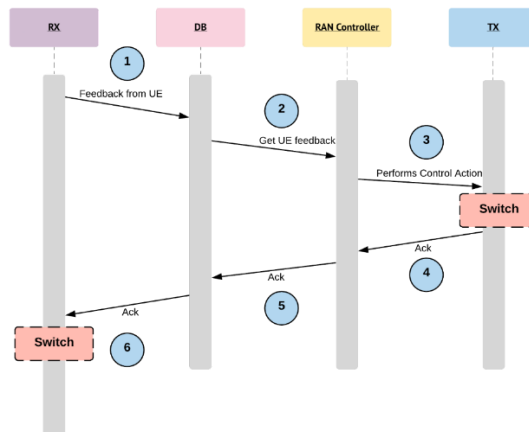 RX
DB
RAN Controller
TX
1
Feedback from UE
2
Get UE feedback
3
Performs Control Action
Switch
Ack
4
Ack
5
Ack
Switch
6